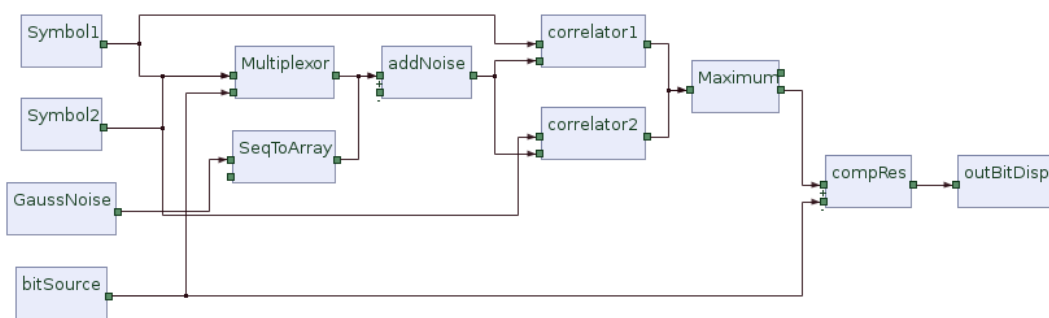 Symbol1
correlator1
Multiplexor
addNoise
+
-
Maximum
Symbol2
correlator2
SeqToArray
compRes
+
-
outBitDisp
GaussNoise
bitSource